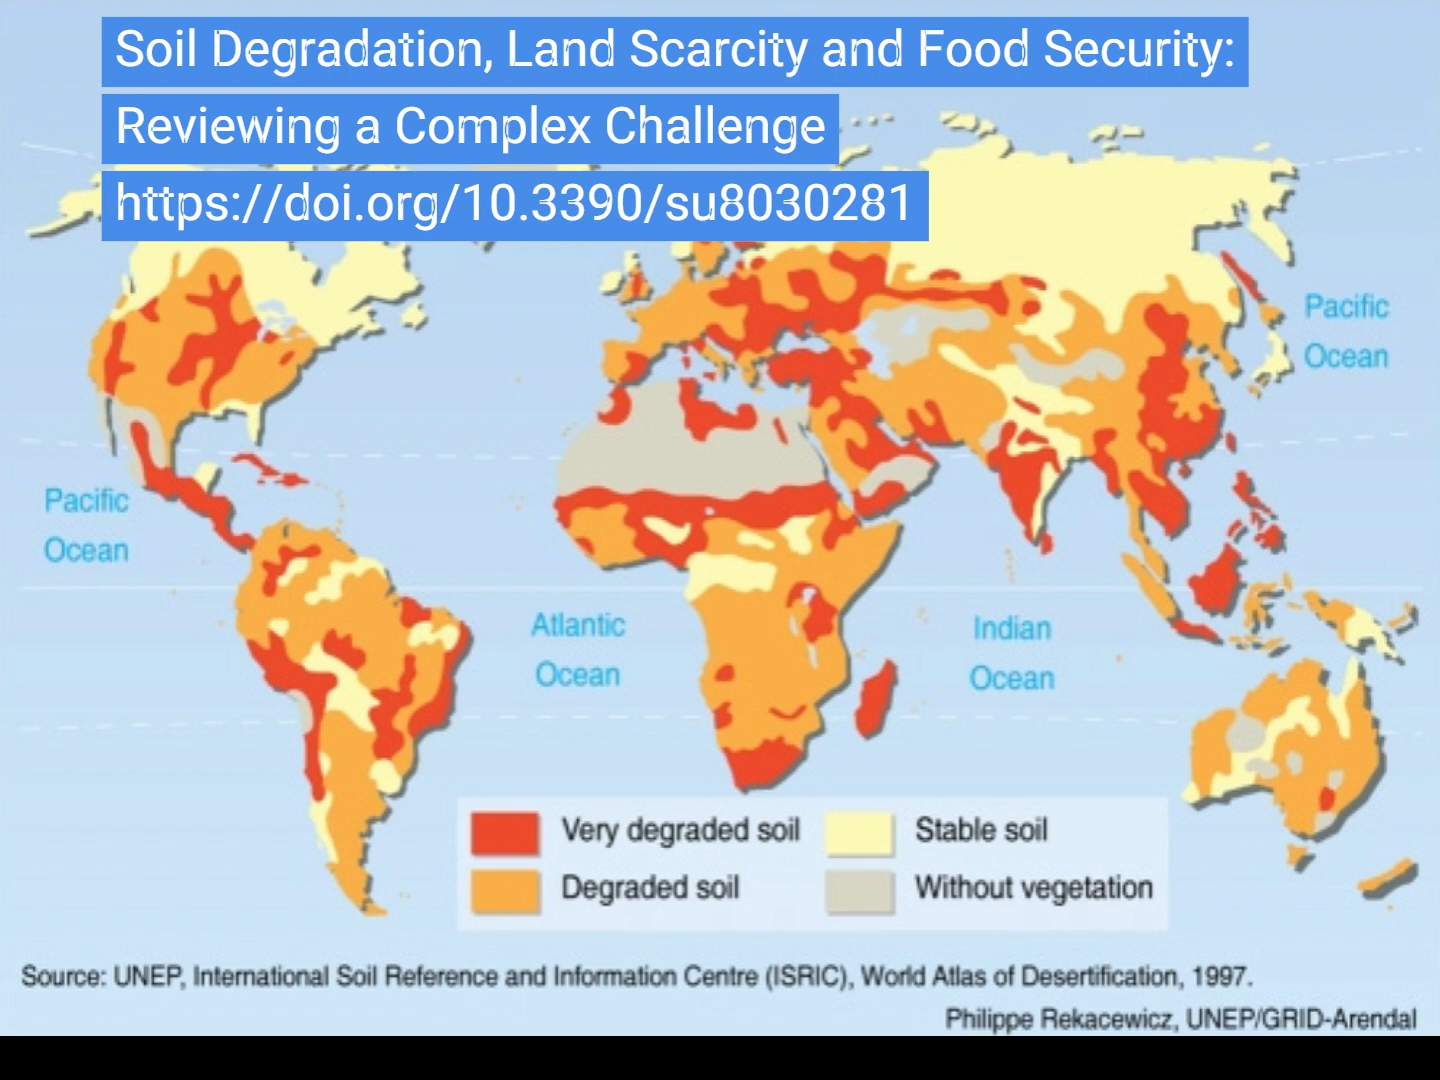 Soil Degradation, Land Scarcity and Food Security:
Reviewing a Complex Challenge
https://doi.org/10.3390/su8030281
Pacific
Ocean
Pacific
Ocean
Atlantic
Ocean
Indian
Ocean
Very degraded soil
Stable soil
Degraded soil
Without vegetation
Source: UNEP, International Soil Reference and Information Centre (ISRIC), World Atlas of Desertification, 1997.
Philippe Rekacewicz, UNEP/GRID-Arendal